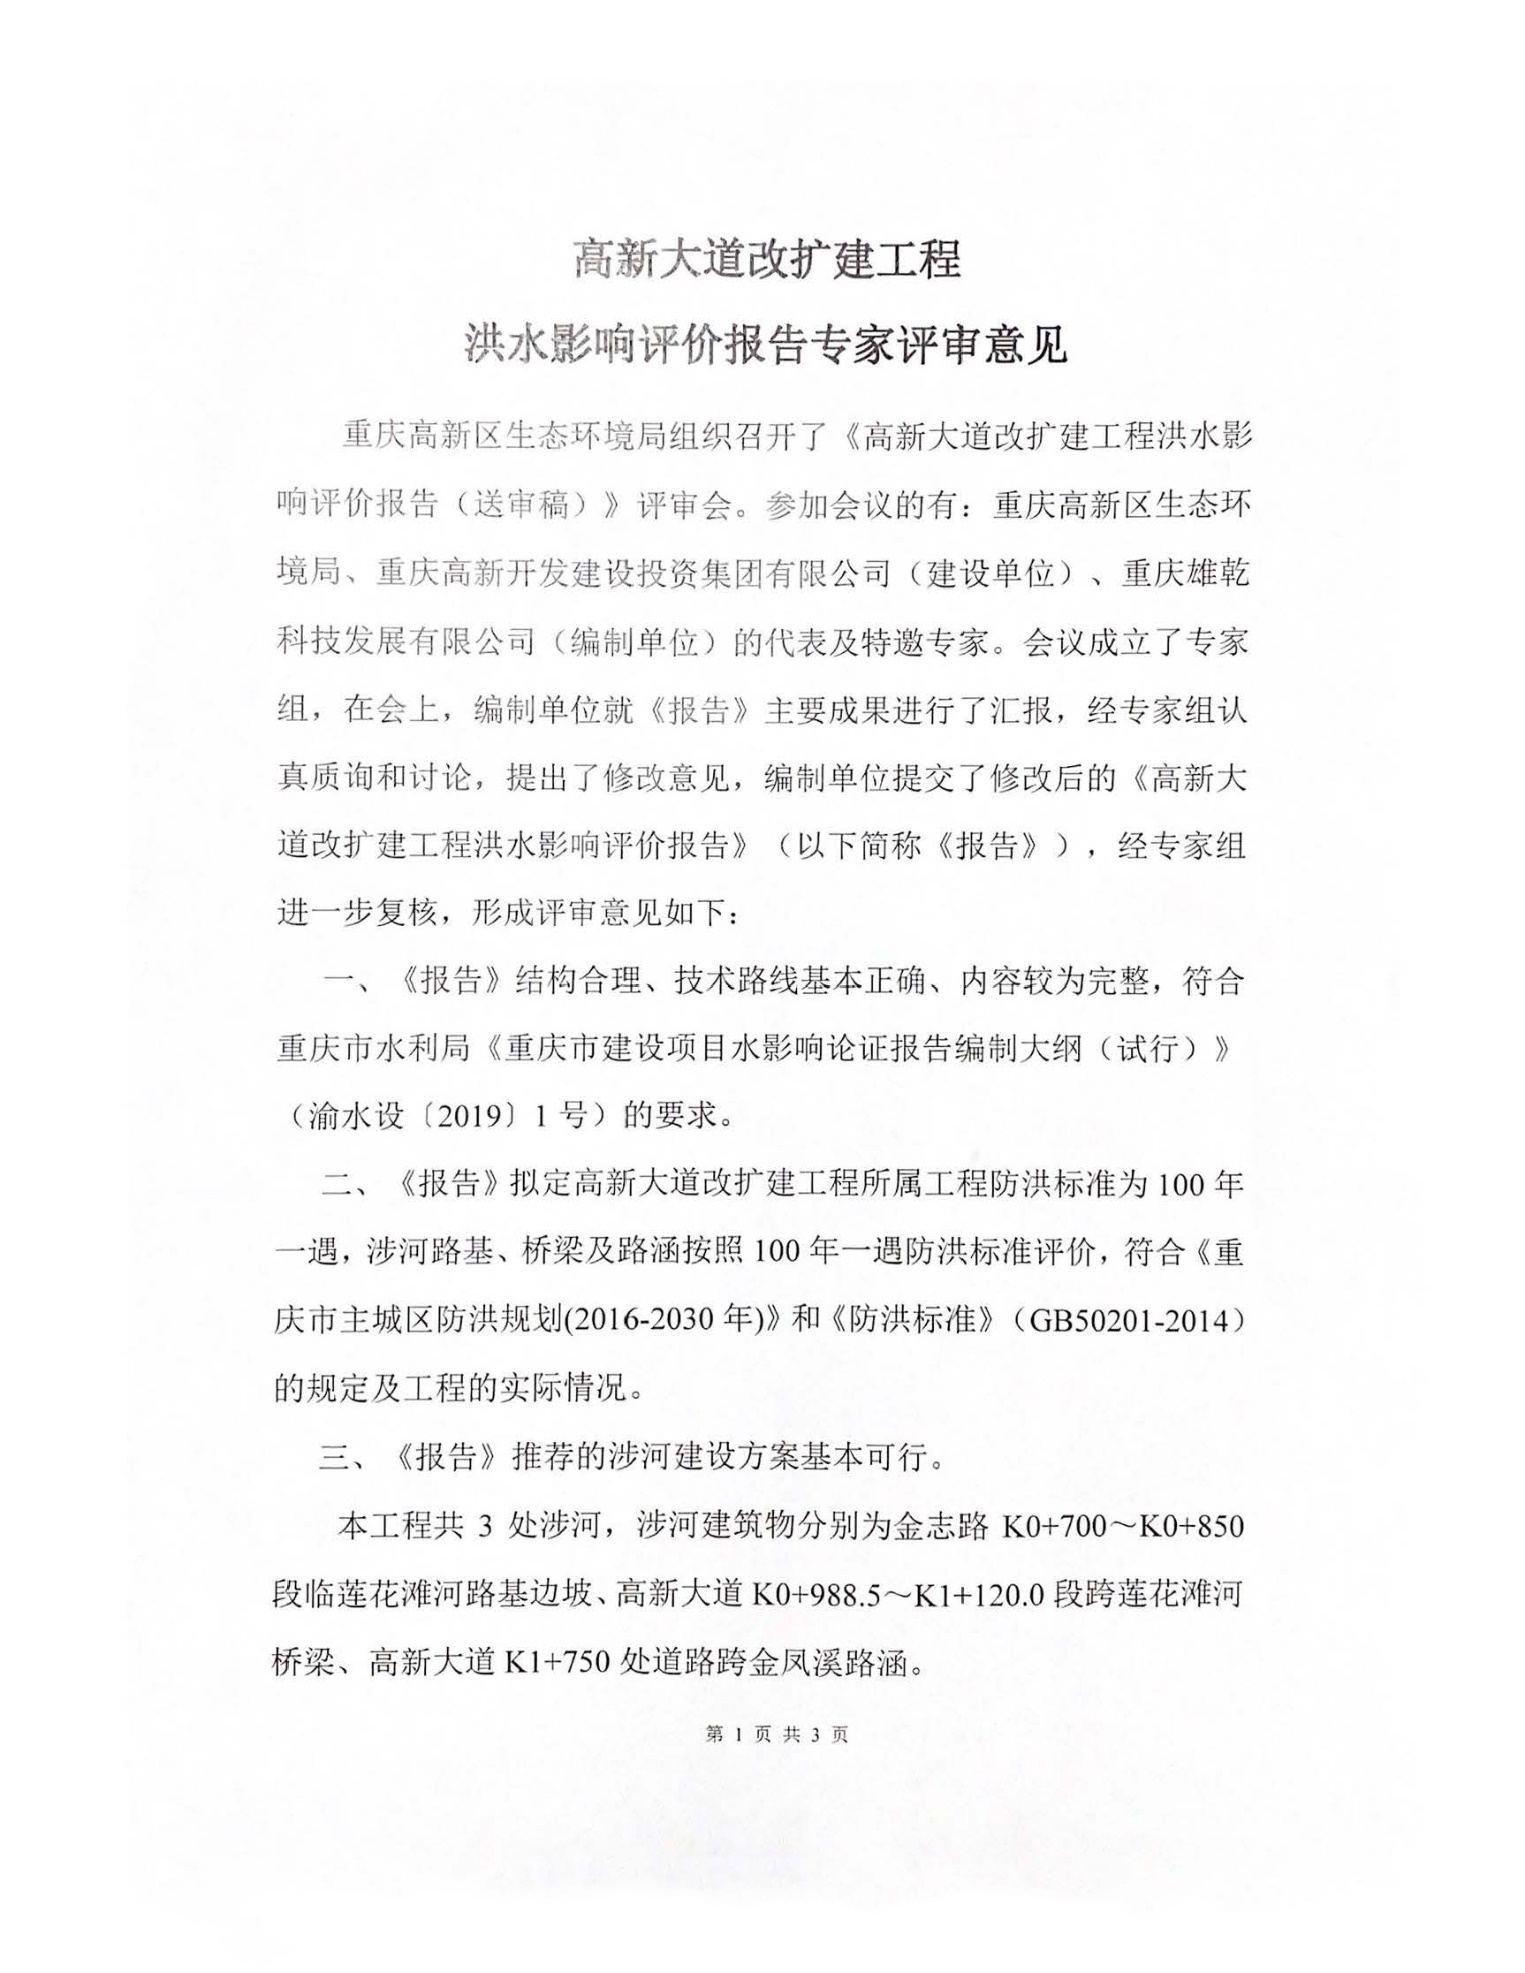 高新大道改扩建工程
洪水影响评价报告专家评审意见
重庆高新区生态环境局组织召开了《高新大道改扩建工程洪水影
响评价报告（送审稿）》评审会。参加会议的有：重庆高新区生态环
境局、重庆高新开发建设投资集团有限公司（建设单位）、重庆雄乾
科技发展有限公司（编制单位）的代表及特邀专家。会议成立了专家
组，在会上，编制单位就《报告》主要成果进行了汇报，经专家组认
真质询和讨论，提出了修改意见，编制单位提交了修改后的《高新大
道改扩建工程洪水影响评价报告》（以下简称《报告》），经专家组
进一步复核，形成评审意见如下：
一、《报告》结构合理、技术路线基本正确、内容较为完整，符合
重庆市水利局《重庆市建设项目水影响论证报告编制大纲（试行）》
（渝水设〔2019〕1 号）的要求。
二、《报告》拟定高新大道改扩建工程所属工程防洪标准为 100 年
一遇，涉河路基、桥梁及路涵按照 100 年一遇防洪标准评价，符合《重
庆市主城区防洪规划(2016-2030 年)》和《防洪标准》（GB50201-2014）
的规定及工程的实际情况。
三、《报告》推荐的涉河建设方案基本可行。
本工程共 3 处涉河，涉河建筑物分别为金志路 K0+700～K0+850
段临莲花滩河路基边坡、高新大道 K0+988.5～K1+120.0 段跨莲花滩河
桥梁、高新大道 K1+750 处道路跨金凤溪路涵。
第 1 页 共 3 页